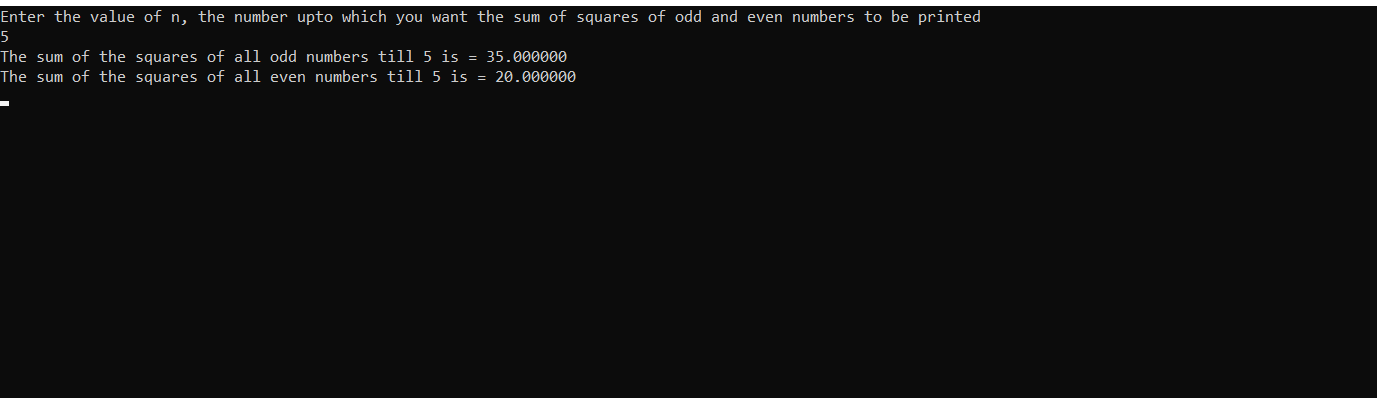 Enter the value of n, the number upto which you want the sum of squares of odd and even numbers to be printed
5
The sum of the squares of all odd numbers till 5 is = 35.000000
The sum of the squares of all even numbers till 5 is = 20.000000